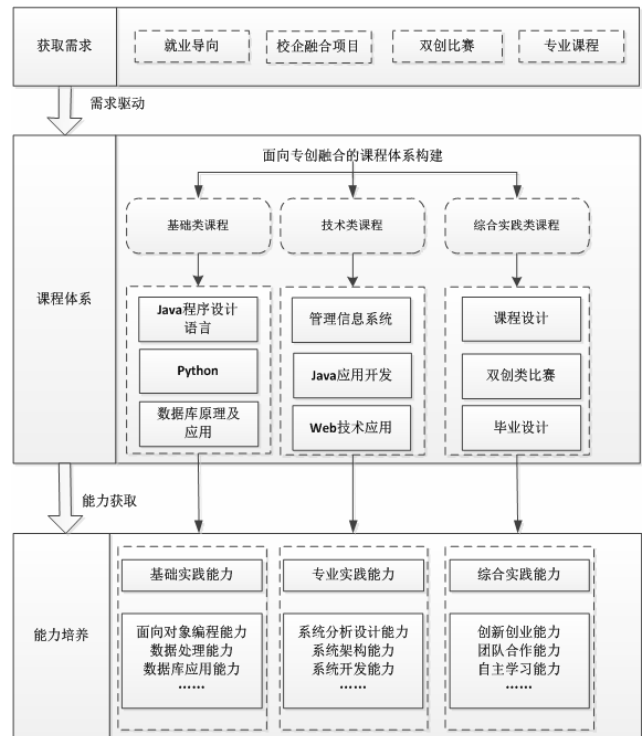 获取需求
就业导向
校企融合项目
双创比赛
专业课程
需求驱动
课程体系
面向专创融合的课程体系构建
基础类课程
技术类课程
综合实践类课程
Java程序设计
语言
Python
数据库原理及
应用
管理信息系统
Java应用开发
Web技术应用
课程设计
双创类比赛
毕业设计
能力获取
能力培养
基础实践能力
面向对象编程能力
数据处理能力
数据库应用能力
……
专业实践能力
系统分析设计能力
系统架构能力
系统开发能力
……
综合实践能力
创新创业能力
团队合作能力
自主学习能力
……